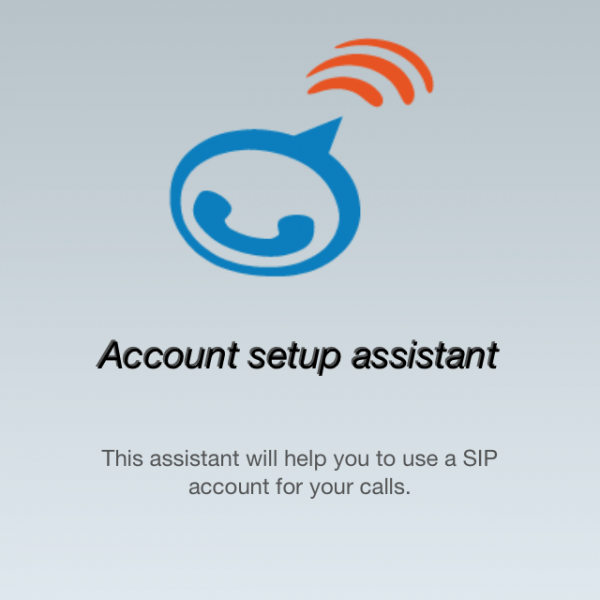 Account setup assistant
This assistant will help you to use a SIP
account for your calls.